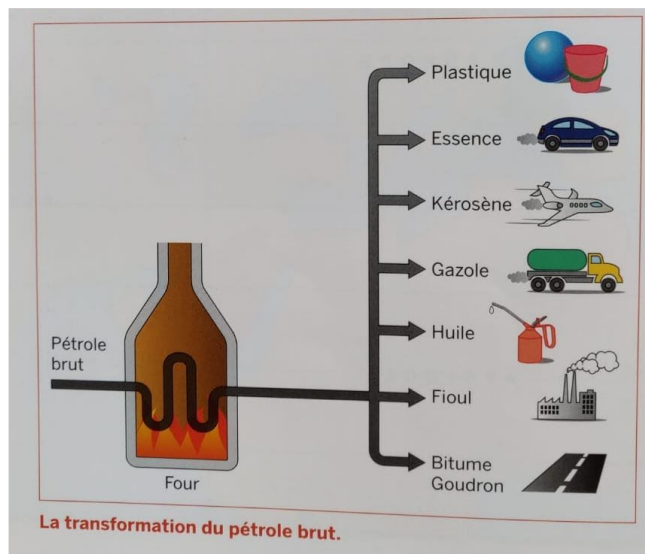 Plastique
Essence
Kérosène
Gazole
Huile
Fioul
Bitume
Goudron
Pétrole
brut
Four
La transformation du pétrole brut.